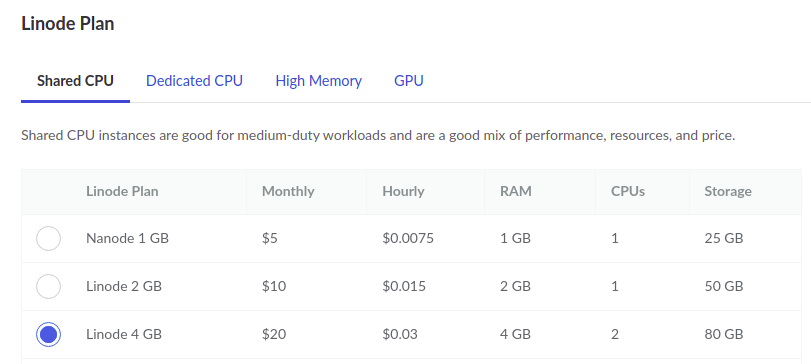 Linode Plan
Shared CPU Dedicated CPU High Memory GPU
Shared CPU instances are good for medium-duty workloads and are a good mix of performance, resources, and price.
Linode Plan Monthly Hourly RAM CPUs Storage
Nanode 1 GB $5 $0.0075 1 GB 1 25 GB
Linode 2 GB $10 $0.015 2 GB 1 50 GB
Linode 4 GB $20 $0.03 4 GB 2 80 GB